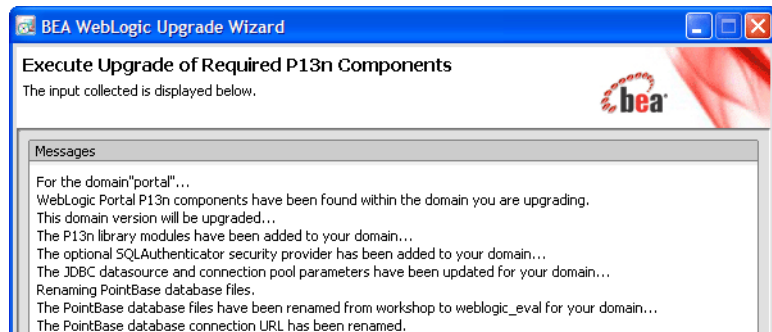 BEA WebLogic Upgrade Wizard
Execute Upgrade of Required P13n Components
The input collected is displayed below.
bea
Messages
For the domain"portal"...
WebLogic Portal P13n components have been found within the domain you are upgrading.
This domain version will be upgraded...
The P13n library modules have been added to your domain...
The optional SQLAuthenticator security provider has been added to your domain...
The JDBC datasource and connection pool parameters have been updated for your domain...
Renaming PointBase database files.
The PointBase database files have been renamed from workshop to weblogic_eval for your domain...
The PointBase database connection URL has been renamed.